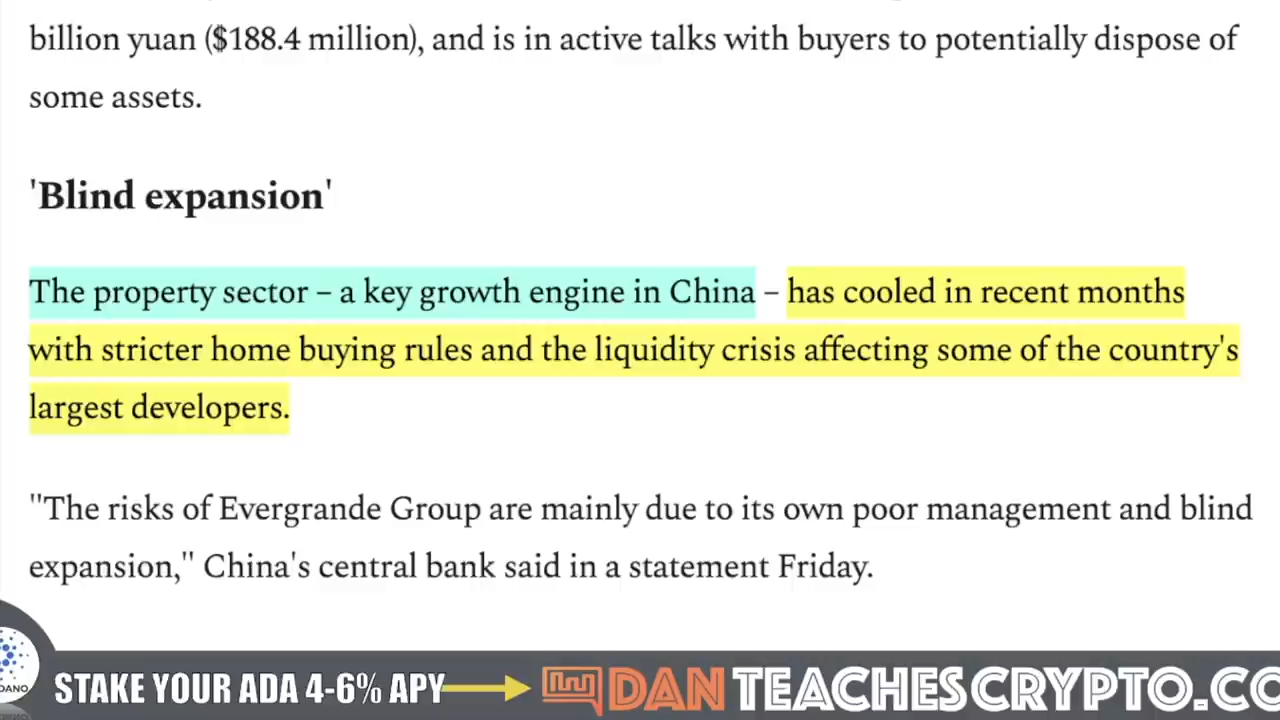 billion yuan ($188.4 million), and is in active talks with buyers to potentially dispose of
some assets.
'Blind expansion'
The property sector – a key growth engine in China – has cooled in recent months
with stricter home buying rules and the liquidity crisis affecting some of the country's
largest developers.
"The risks of Evergrande Group are mainly due to its own poor management and blind
expansion," China's central bank said in a statement Friday.
DANO
STAKE YOUR ADA 4-6% APY
DAN TEACHESCRYPTO.CO